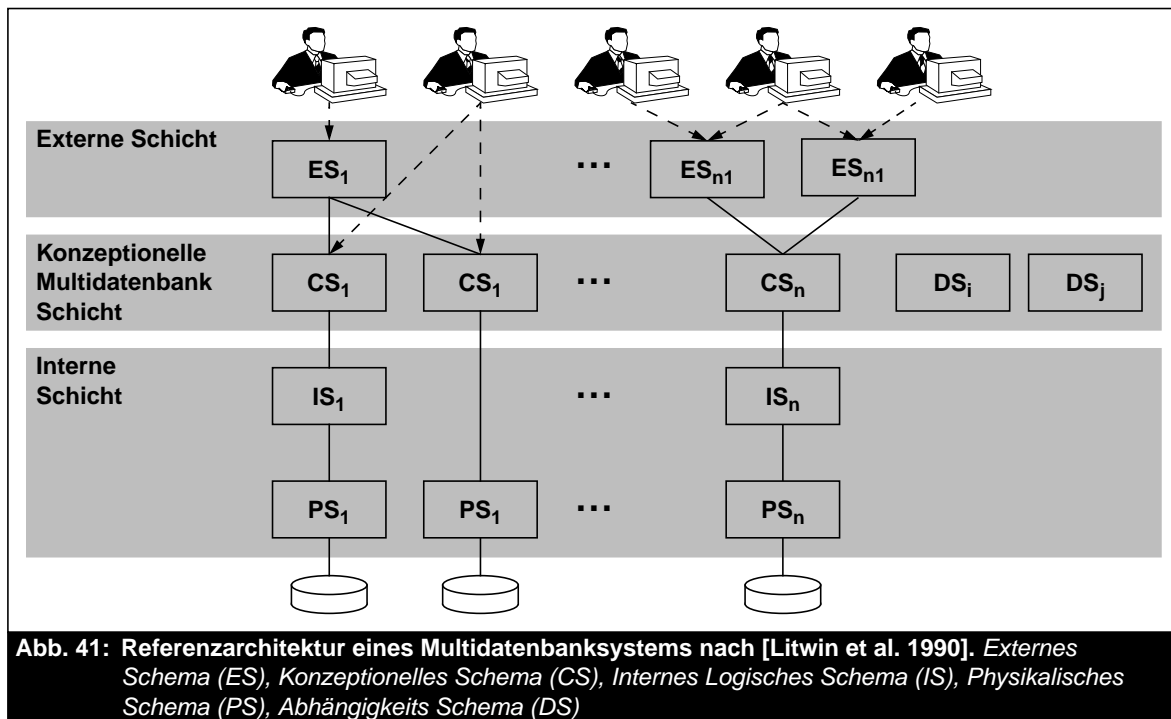 Externe Schicht
ES₁
...
ESₙ₁
ESₙ₁
Konzeptionelle
Multidatenbank
Schicht
CS₁
CS₁
...
CSₙ
DSᵢ
DSⱼ
Interne
Schicht
IS₁
...
ISₙ
PS₁
PS₁
...
PSₙ
Abb. 41: Referenzarchitektur eines Multidatenbanksystems nach [Litwin et al. 1990]. Externes
Schema (ES), Konzeptionelles Schema (CS), Internes Logisches Schema (IS), Physikalisches
Schema (PS), Abhängigkeits Schema (DS)